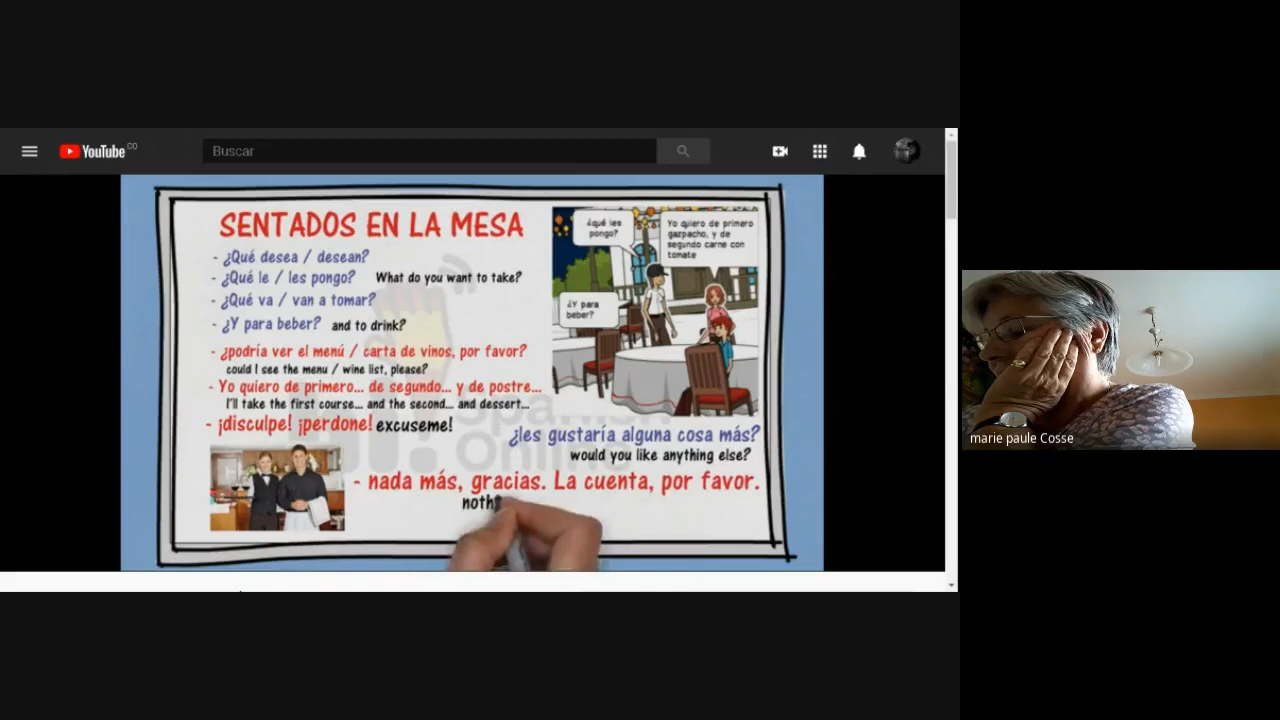 YouTube CO
Buscar
SENTADOS EN LA MESA
- ¿Qué desea / desean?
- ¿Qué le / les pongo? What do you want to take?
- ¿Qué va / van a tomar?
- ¿Y para beber? and to drink?
- ¿podría ver el menú / carta de vinos, por favor?
could I see the menu / wine list, please?
- Yo quiero de primero... de segundo... y de postre...
I'll take the first course... and the second... and dessert...
- ¡disculpe! ¡perdone! excuseme!
¿qué les
pongo?
Yo quiero de primero
gazpacho, y de
segundo carne con
tomate
¿Y para
beber?
¿les gustaría alguna cosa más?
would you like anything else?
- nada más, gracias. La cuenta, por favor.
noth
Online
marie paule Cosse